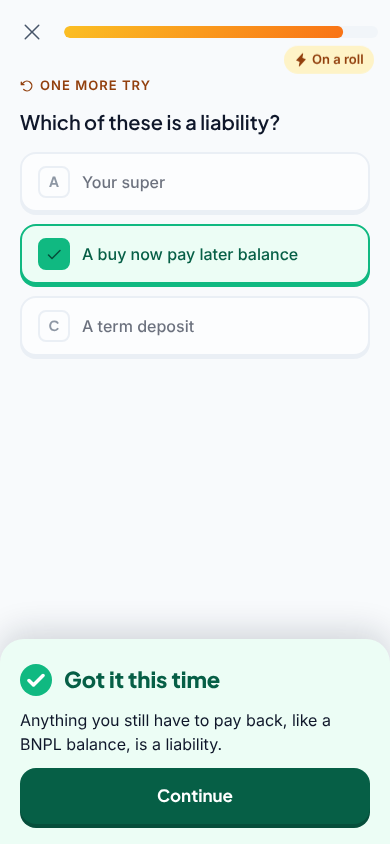 On a roll
ONE MORE TRY
Which of these is a liability?
A Your super
A buy now pay later balance
C A term deposit
Got it this time
Anything you still have to pay back, like a
BNPL balance, is a liability.
Continue